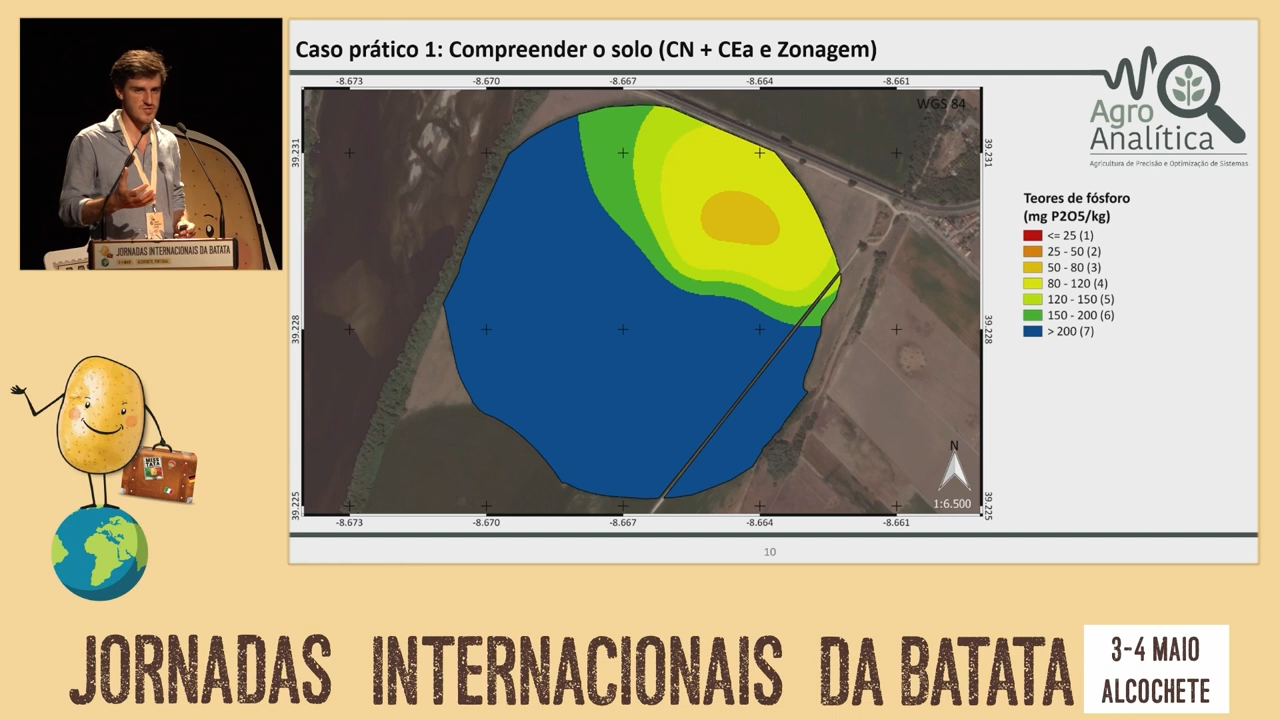 Caso prático 1: Compreender o solo (CN + CEa e Zonagem)
Agro
Analítica
Agricultura de Precisão e Optimização de Sistemas
-8.673 -8.670 -8.667 -8.664 -8.661
WGS 84
39.231 39.231
39.228 39.228
39.225 39.225
Teores de fósforo
(mg P2O5/kg)
<= 25 (1)
25 - 50 (2)
50 - 80 (3)
80 - 120 (4)
120 - 150 (5)
150 - 200 (6)
> 200 (7)
N
1:6.500
-8.673 -8.670 -8.667 -8.664 -8.661
10
JORNADAS INTERNACIONAIS DA BATATA
MISS
TATA
JORNADAS INTERNACIONAIS DA BATATA
3-4 MAIO
ALCOCHETE